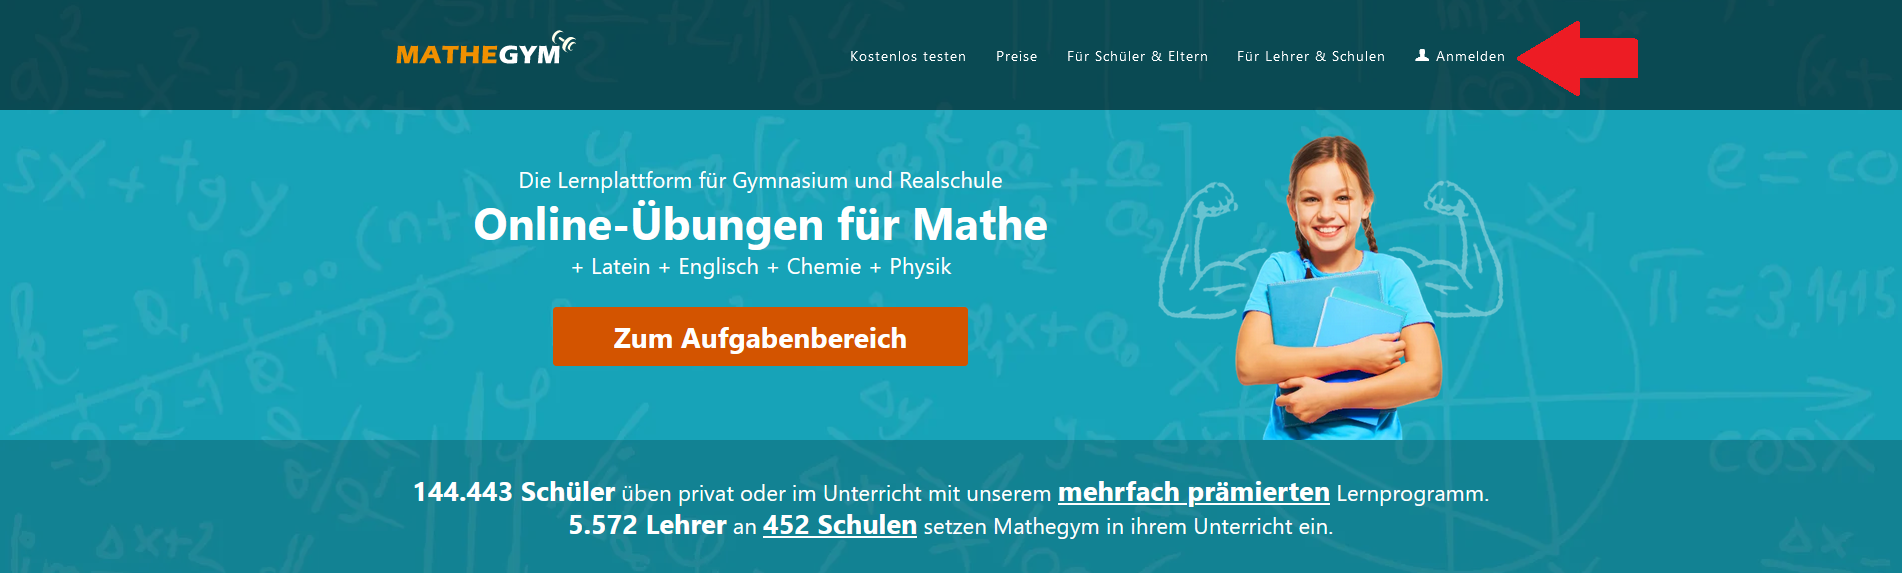 MATHEGYM
Kostenlos testen Preise Für Schüler & Eltern Für Lehrer & Schulen Anmelden
Die Lernplattform für Gymnasium und Realschule
Online-Übungen für Mathe
+ Latein + Englisch + Chemie + Physik
Zum Aufgabenbereich
144.443 Schüler üben privat oder im Unterricht mit unserem mehrfach prämierten Lernprogramm.
5.572 Lehrer an 452 Schulen setzen Mathegym in ihrem Unterricht ein.